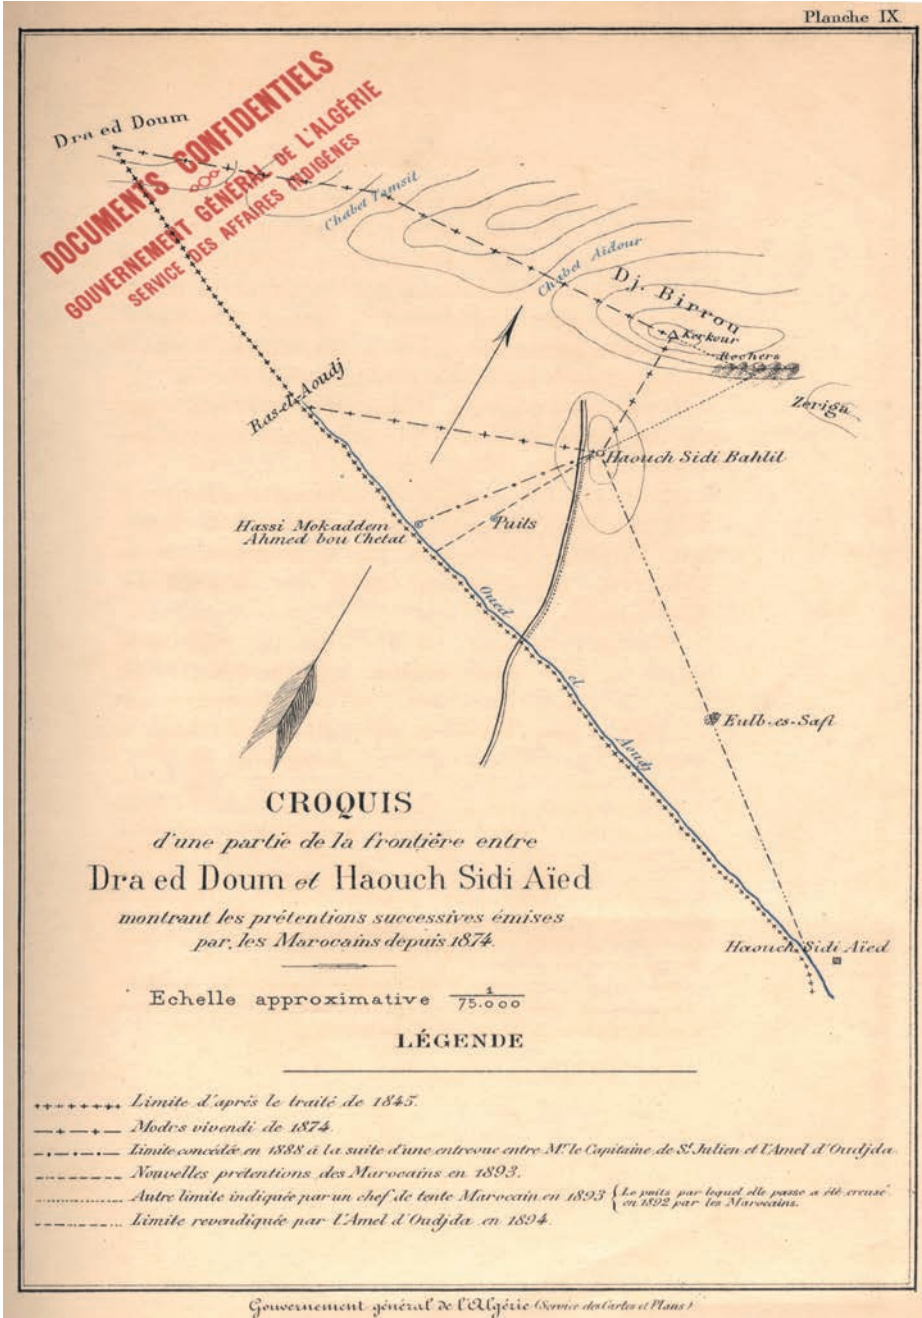 Planche IX
DOCUMENTS CONFIDENTIELS
GOUVERNEMENT GÉNÉRAL DE L'ALGÉRIE
SERVICE DES AFFAIRES INDIGÈNES
Dra ed Doum
Chabet Tamsit
Chabet Aïdour
Dj. Birrou
Kerkour
Rochers
Zeriga
Ras-el-Aoudj
Haouch Sidi Bahlil
Hassi Mokaddem
Ahmed bou Chetat
Puits
Oued
el
Aoudj
Eulb-es-Safi
Haouch Sidi Aïed
CROQUIS
d'une partie de la frontière entre
Dra ed Doum et Haouch Sidi Aïed
montrant les prétentions successives émises
par les Marocains depuis 1874.
Echelle approximative 1/75.000
LÉGENDE
Limite d'après le traité de 1845.
Modvs vivendi de 1874.
Limite concédée en 1888 à la suite d'une entrevue entre Mr. le Capitaine de St. Julien et l'Amel d'Oudjda.
Nouvelles prétentions des Marocains en 1893.
Autre limite indiquée par un chef de tente Marocain en 1893 { Le puits par lequel elle passe a été creusé
en 1892 par les Marocains.
Limite revendiquée par l'Amel d'Oudjda en 1894.
Gouvernement général de l'Algérie (Service des Cartes et Plans)